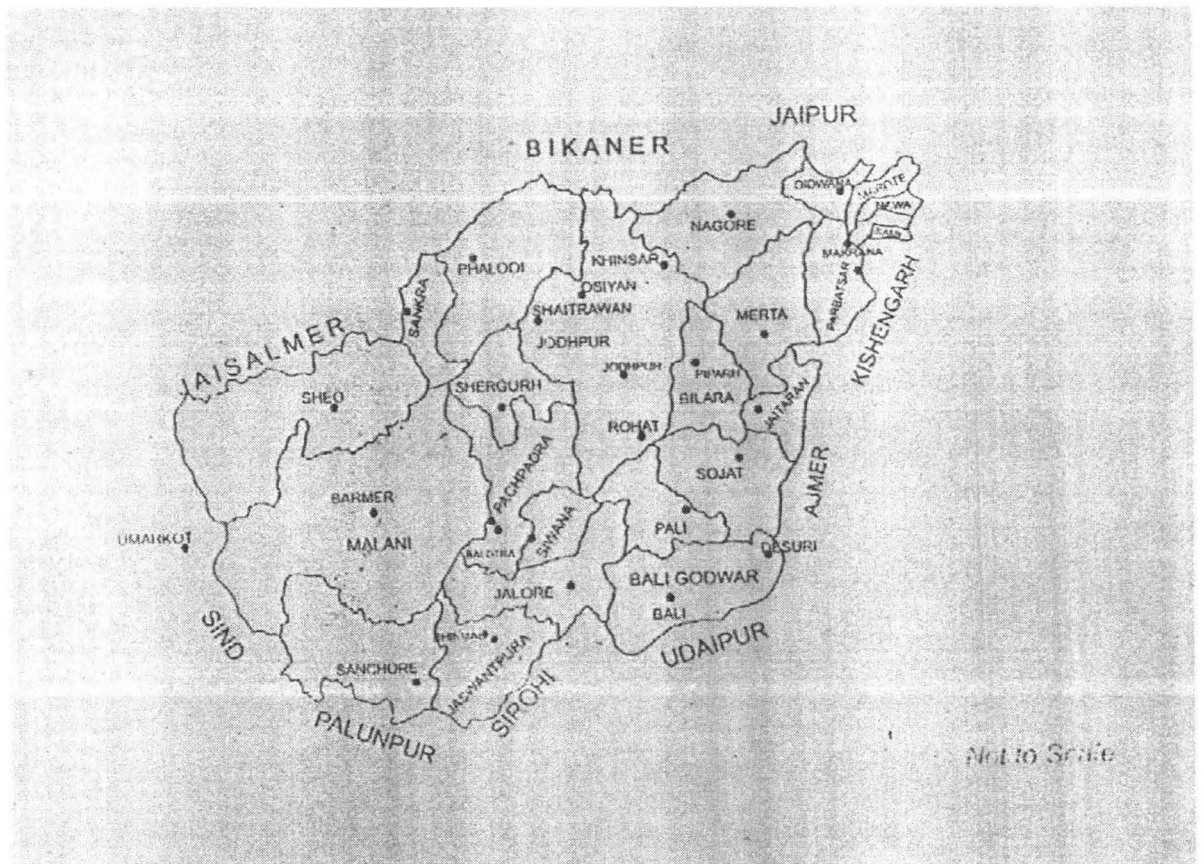 JAIPUR
BIKANER
DIDWANA
MAROTE
NAWA
NAGORE
MAKRANA
KHINSAR
PHALODI
OSIYAN
SANKRA
SHAITRAWAN
MERTA
PARBATSAR
KISHENGARH
JODHPUR
JAISALMER
JODHPUR
PIPARH
SHERGURH
SHEO
BILARA
JAITARAN
ROHAT
SOJAT
AJMER
PACHPADRA
BARMER
PALI
SIWANA
UMARKOT
MALANI
DESURI
BALOTRA
BALI GODWAR
JALORE
BALI
SIND
UDAIPUR
SANCHORE
JASWANTPURA
SIROHI
PALUNPUR
Not to Scale